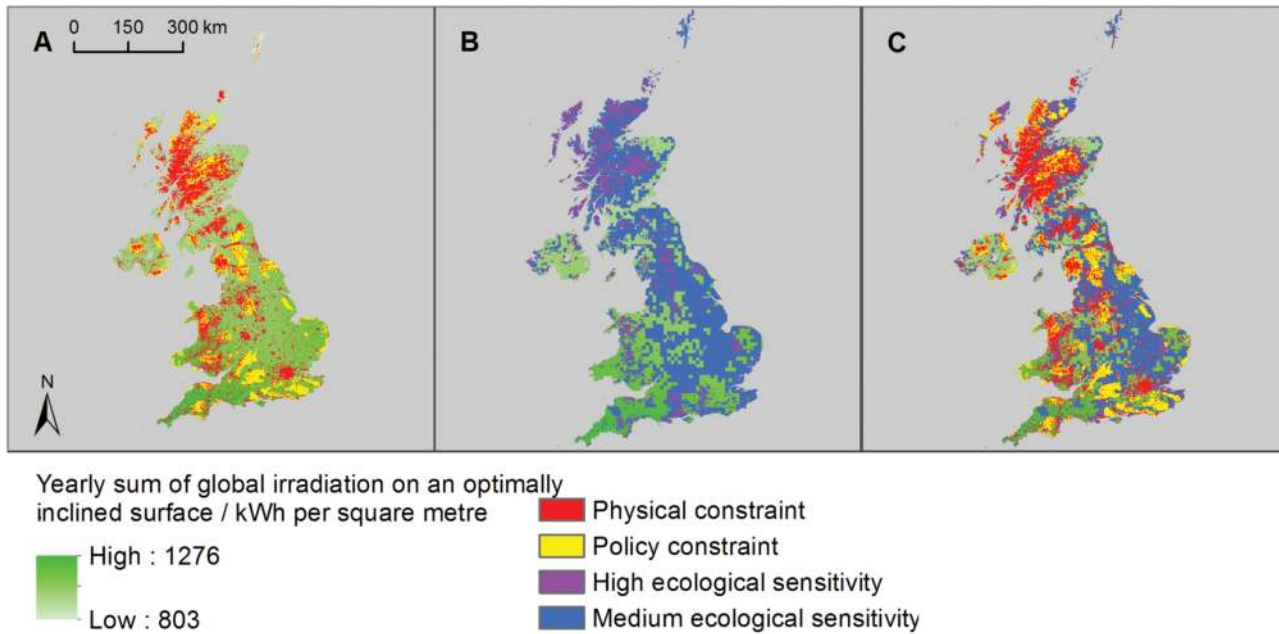 A
0 150 300 km
B
C
N
Yearly sum of global irradiation on an optimally
inclined surface / kWh per square metre
High : 1276
Low : 803
Physical constraint
Policy constraint
High ecological sensitivity
Medium ecological sensitivity